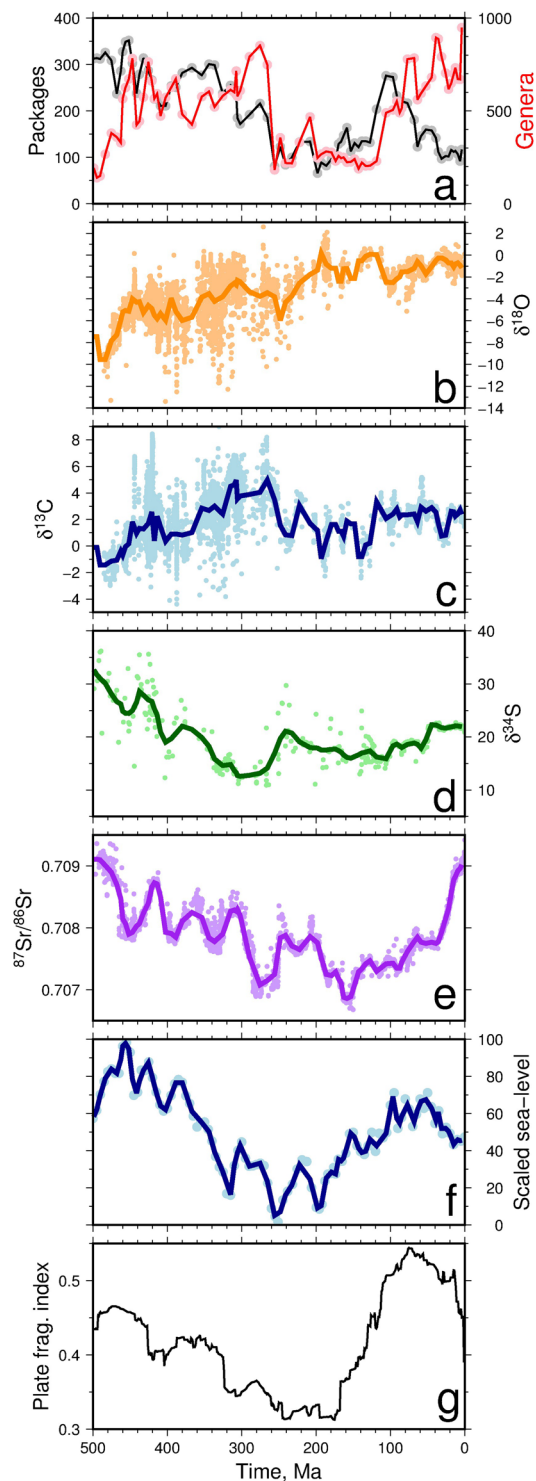 400
300
200
100
0
Packages
1000
500
0
Genera
a
2
0
−2
−4
−6
−8
−10
−12
−14
δ18O
b
8
6
4
2
0
−2
−4
δ13C
c
40
30
20
10
δ34S
d
0.709
0.708
0.707
87Sr/86Sr
e
100
80
60
40
20
0
Scaled sea−level
f
0.5
0.4
0.3
Plate frag. index
g
500 400 300 200 100 0
Time, Ma